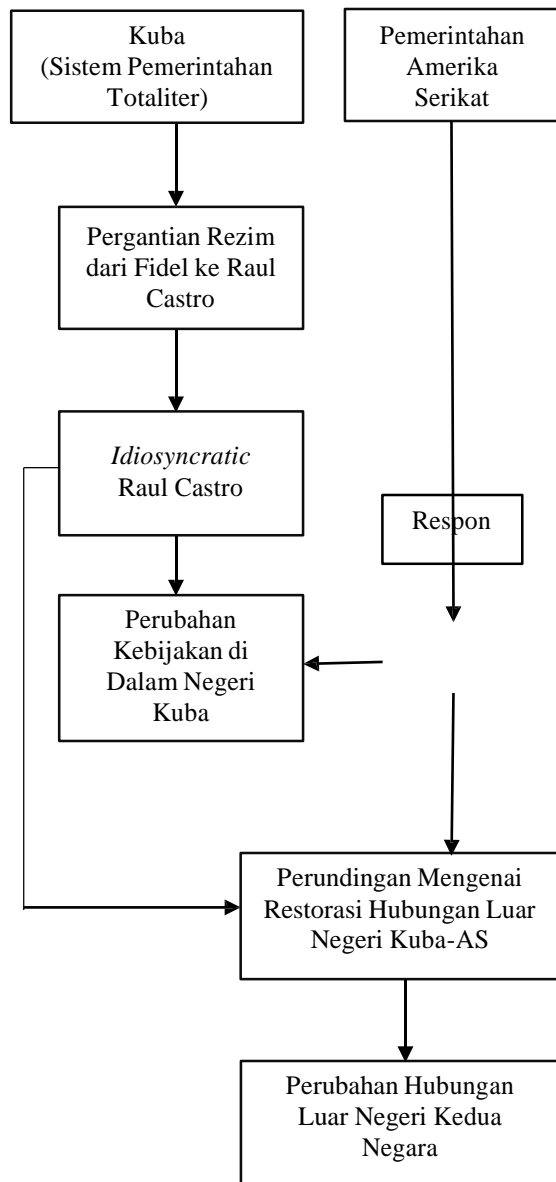 Kuba
(Sistem Pemerintahan
Totaliter)
Pemerintahan
Amerika
Serikat
Pergantian Rezim
dari Fidel ke Raul
Castro
Idiosyncratic
Raul Castro
Respon
Perubahan
Kebijakan di
Dalam Negeri
Kuba
Perundingan Mengenai
Restorasi Hubungan Luar
Negeri Kuba-AS
Perubahan Hubungan
Luar Negeri Kedua
Negara